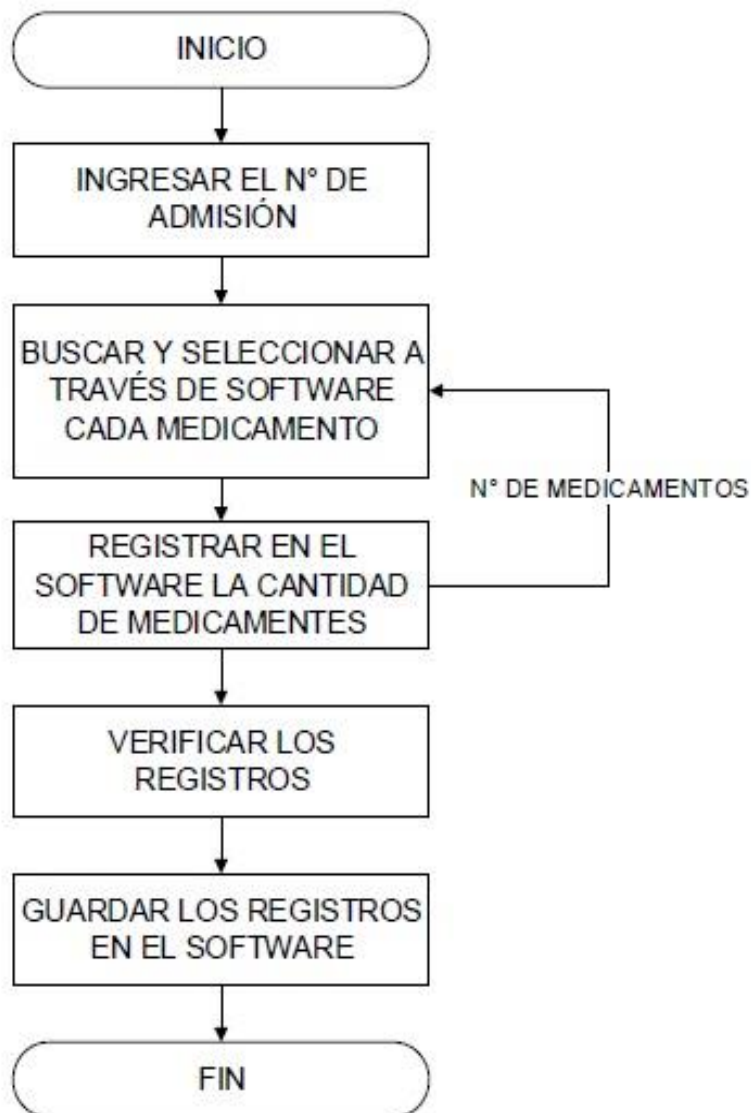 INICIO
INGRESAR EL N° DE
ADMISIÓN
BUSCAR Y SELECCIONAR A
TRAVÉS DE SOFTWARE
CADA MEDICAMENTO
N° DE MEDICAMENTOS
REGISTRAR EN EL
SOFTWARE LA CANTIDAD
DE MEDICAMENTES
VERIFICAR LOS
REGISTROS
GUARDAR LOS REGISTROS
EN EL SOFTWARE
FIN